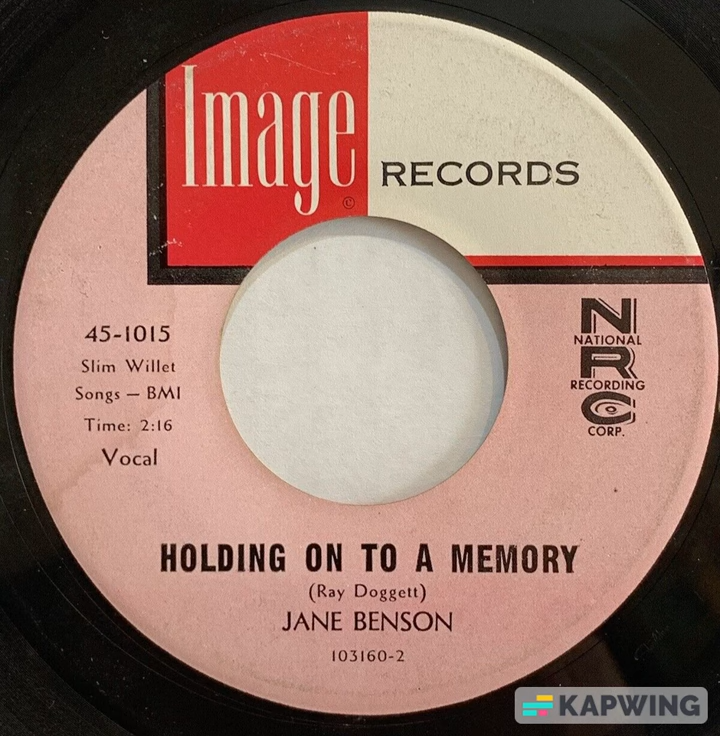 Image RECORDS
©
45-1015
Slim Willet
Songs — BMI
Time: 2:16
Vocal
NRC
NATIONAL
RECORDING
CORP.
HOLDING ON TO A MEMORY
(Ray Doggett)
JANE BENSON
103160-2
KAPWING